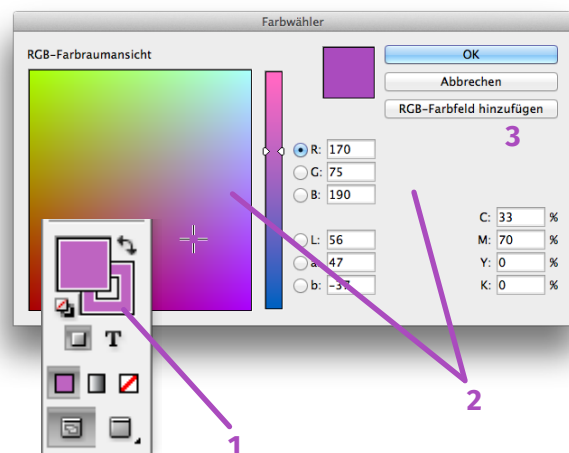 Farbwähler
RGB-Farbraumansicht
OK
Abbrechen
RGB-Farbfeld hinzufügen
3
R: 170
G: 75
B: 190
C: 33 %
L: 56
M: 70 %
a: 47
Y: 0 %
b: -37
K: 0 %
T
2
1